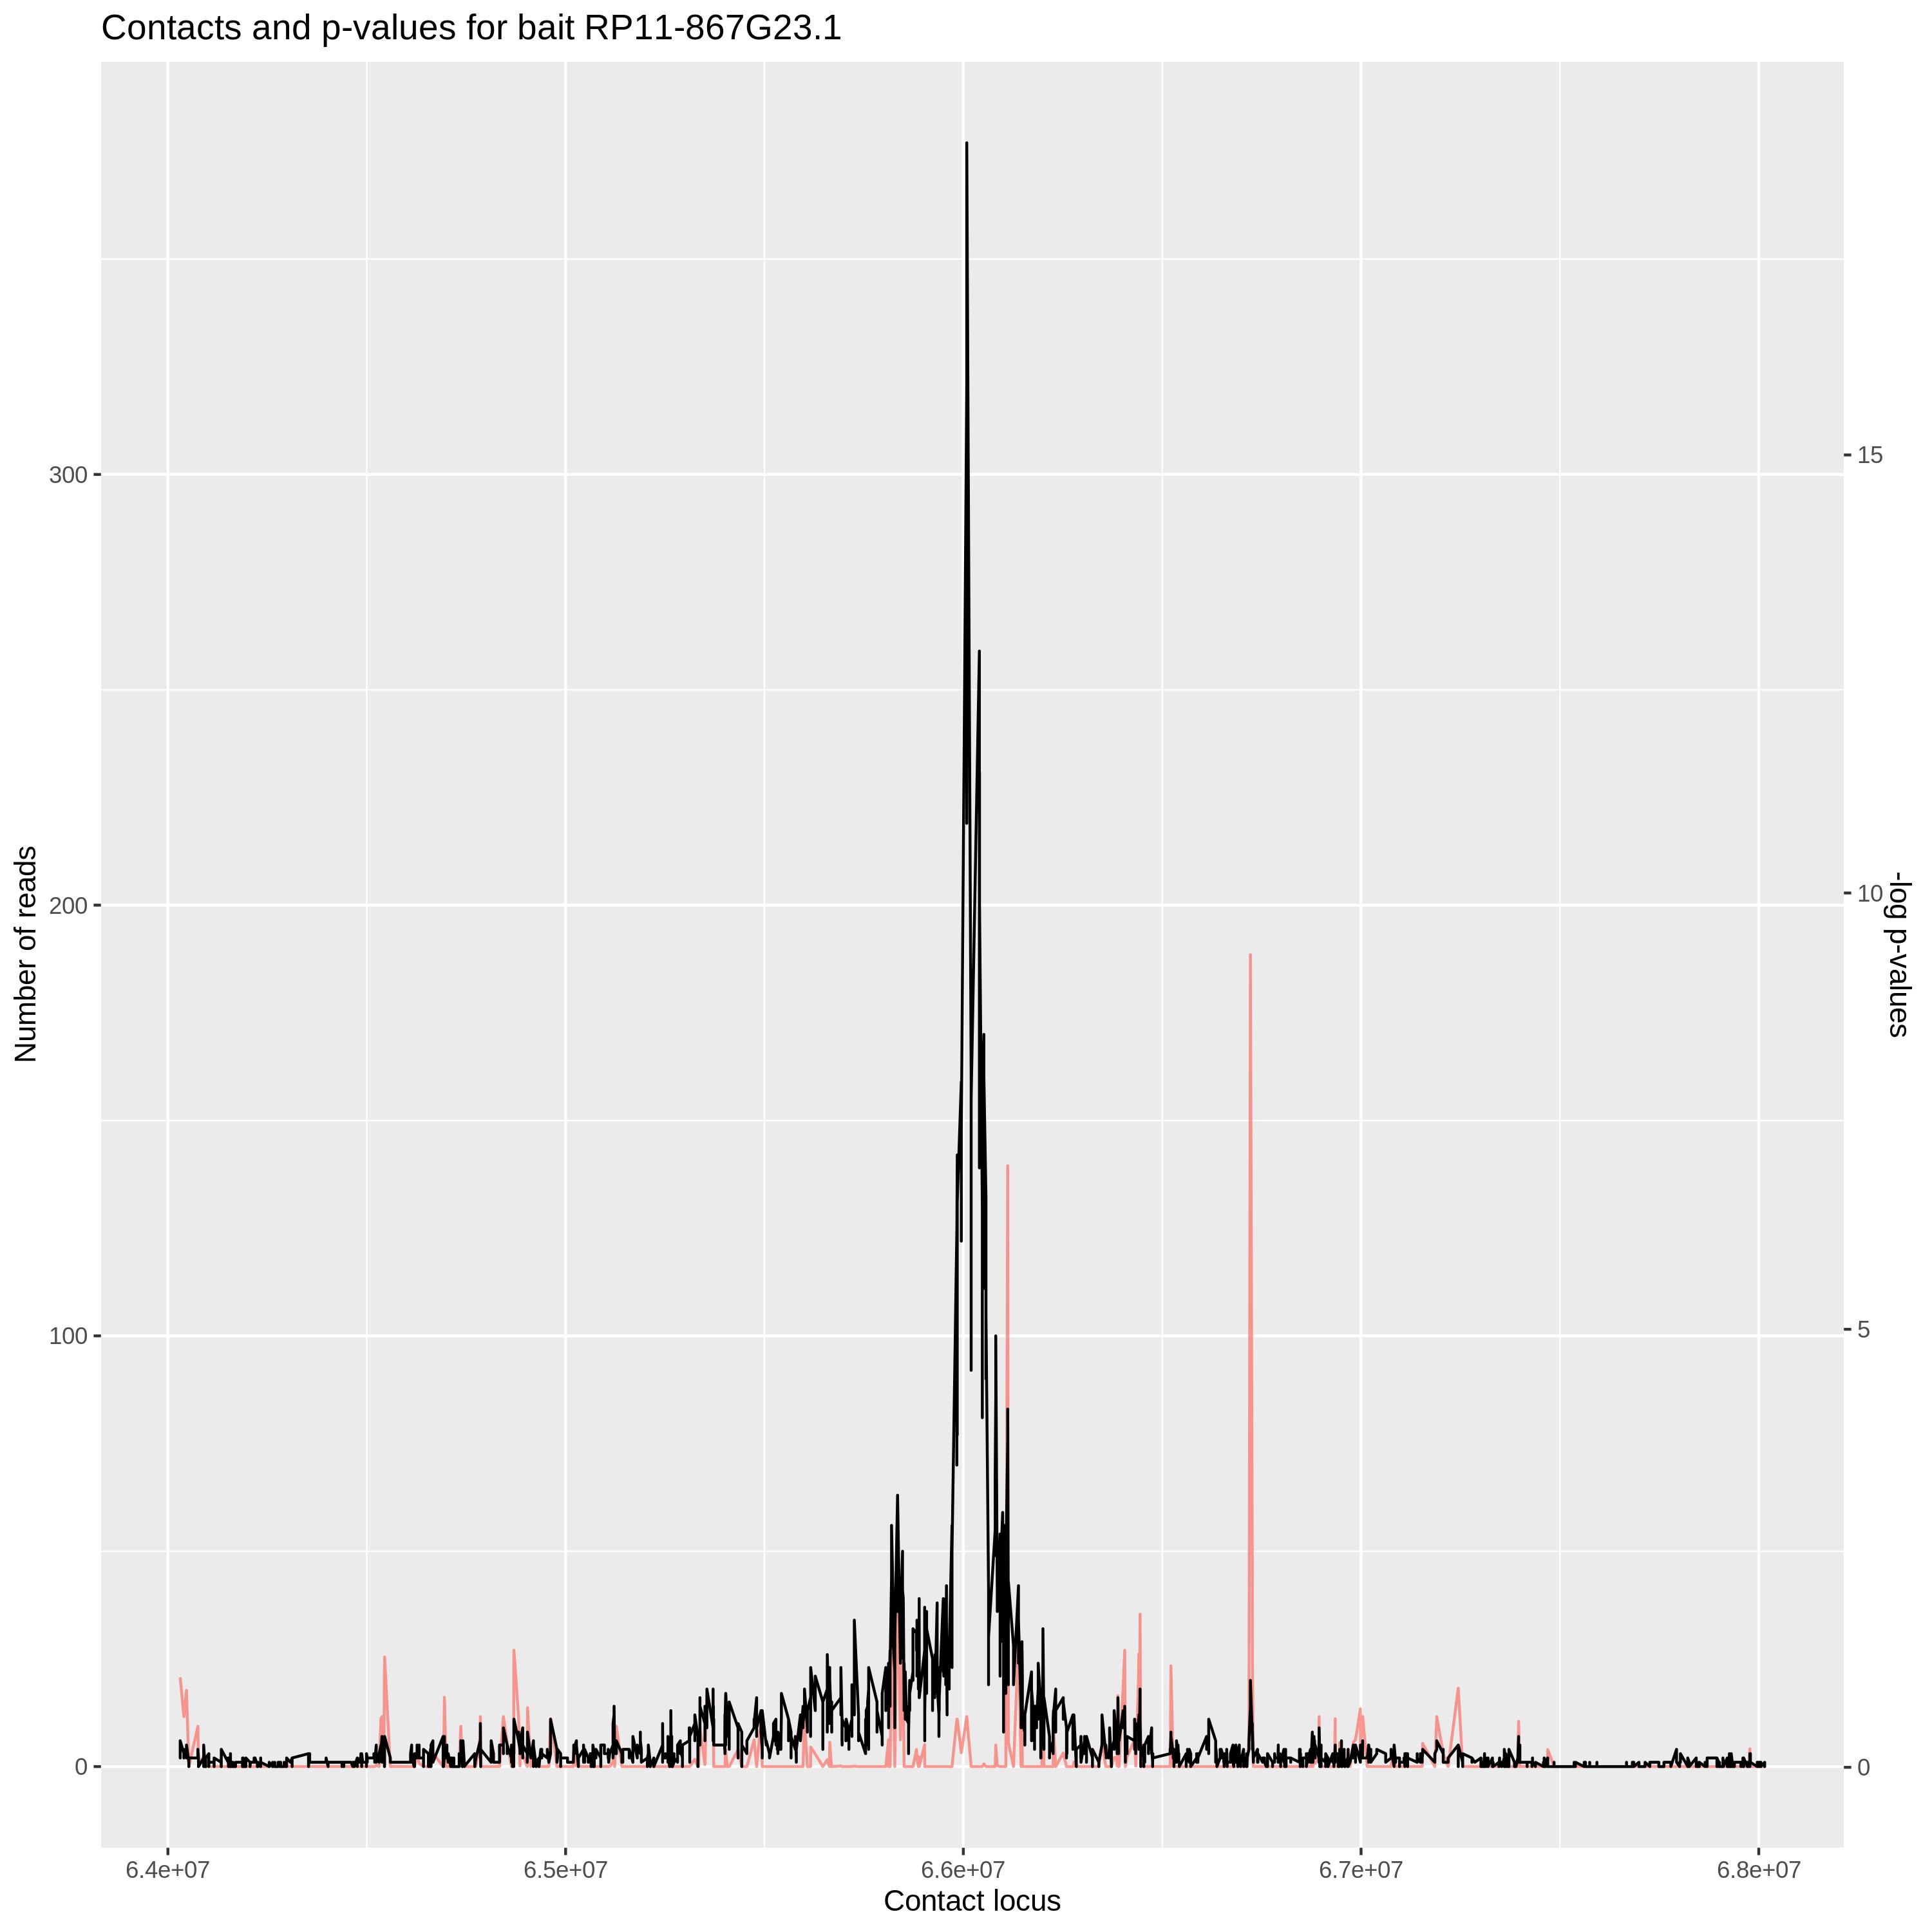 Contacts and p-values for bait RP11-867G23.1
Number of reads
300
200
100
0
15
10
5
0
-log p-values
6.4e+07 6.5e+07 6.6e+07 6.7e+07 6.8e+07
Contact locus